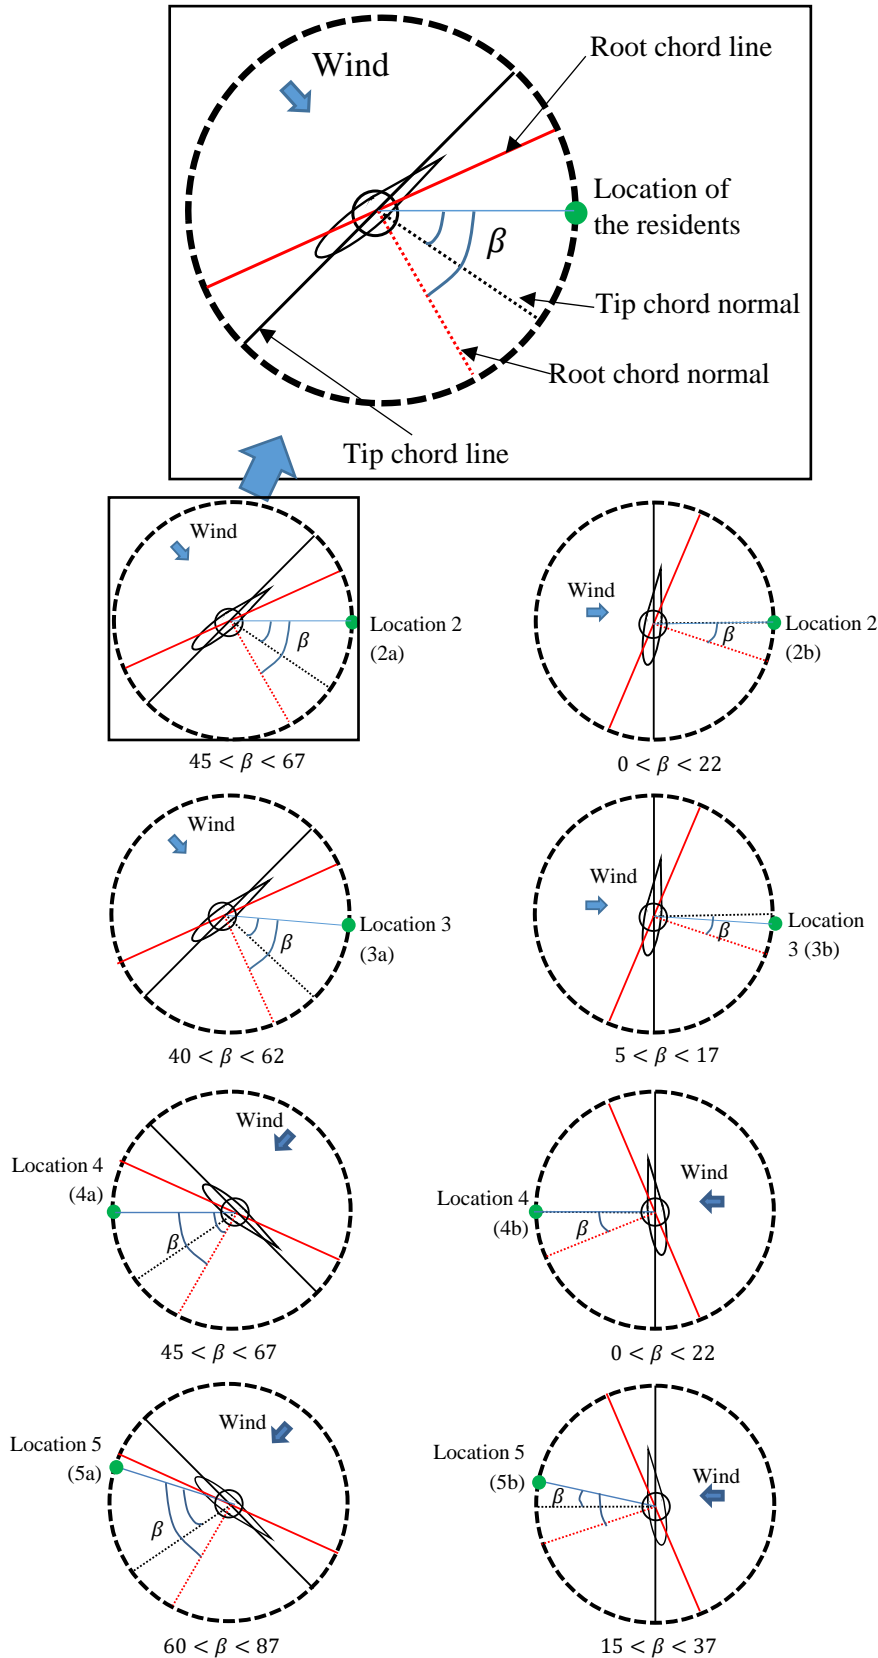 Wind
Root chord line
Location of
the residents
β
Tip chord normal
Root chord normal
Tip chord line
Wind
β
Location 2
(2a)
45 < β < 67
Wind
β
Location 2
(2b)
0 < β < 22
Wind
β
Location 3
(3a)
40 < β < 62
Wind
β
Location
3 (3b)
5 < β < 17
Wind
Location 4
(4a)
β
45 < β < 67
Wind
Location 4
(4b)
β
0 < β < 22
Wind
Location 5
(5a)
β
60 < β < 87
Wind
Location 5
(5b)
β
15 < β < 37